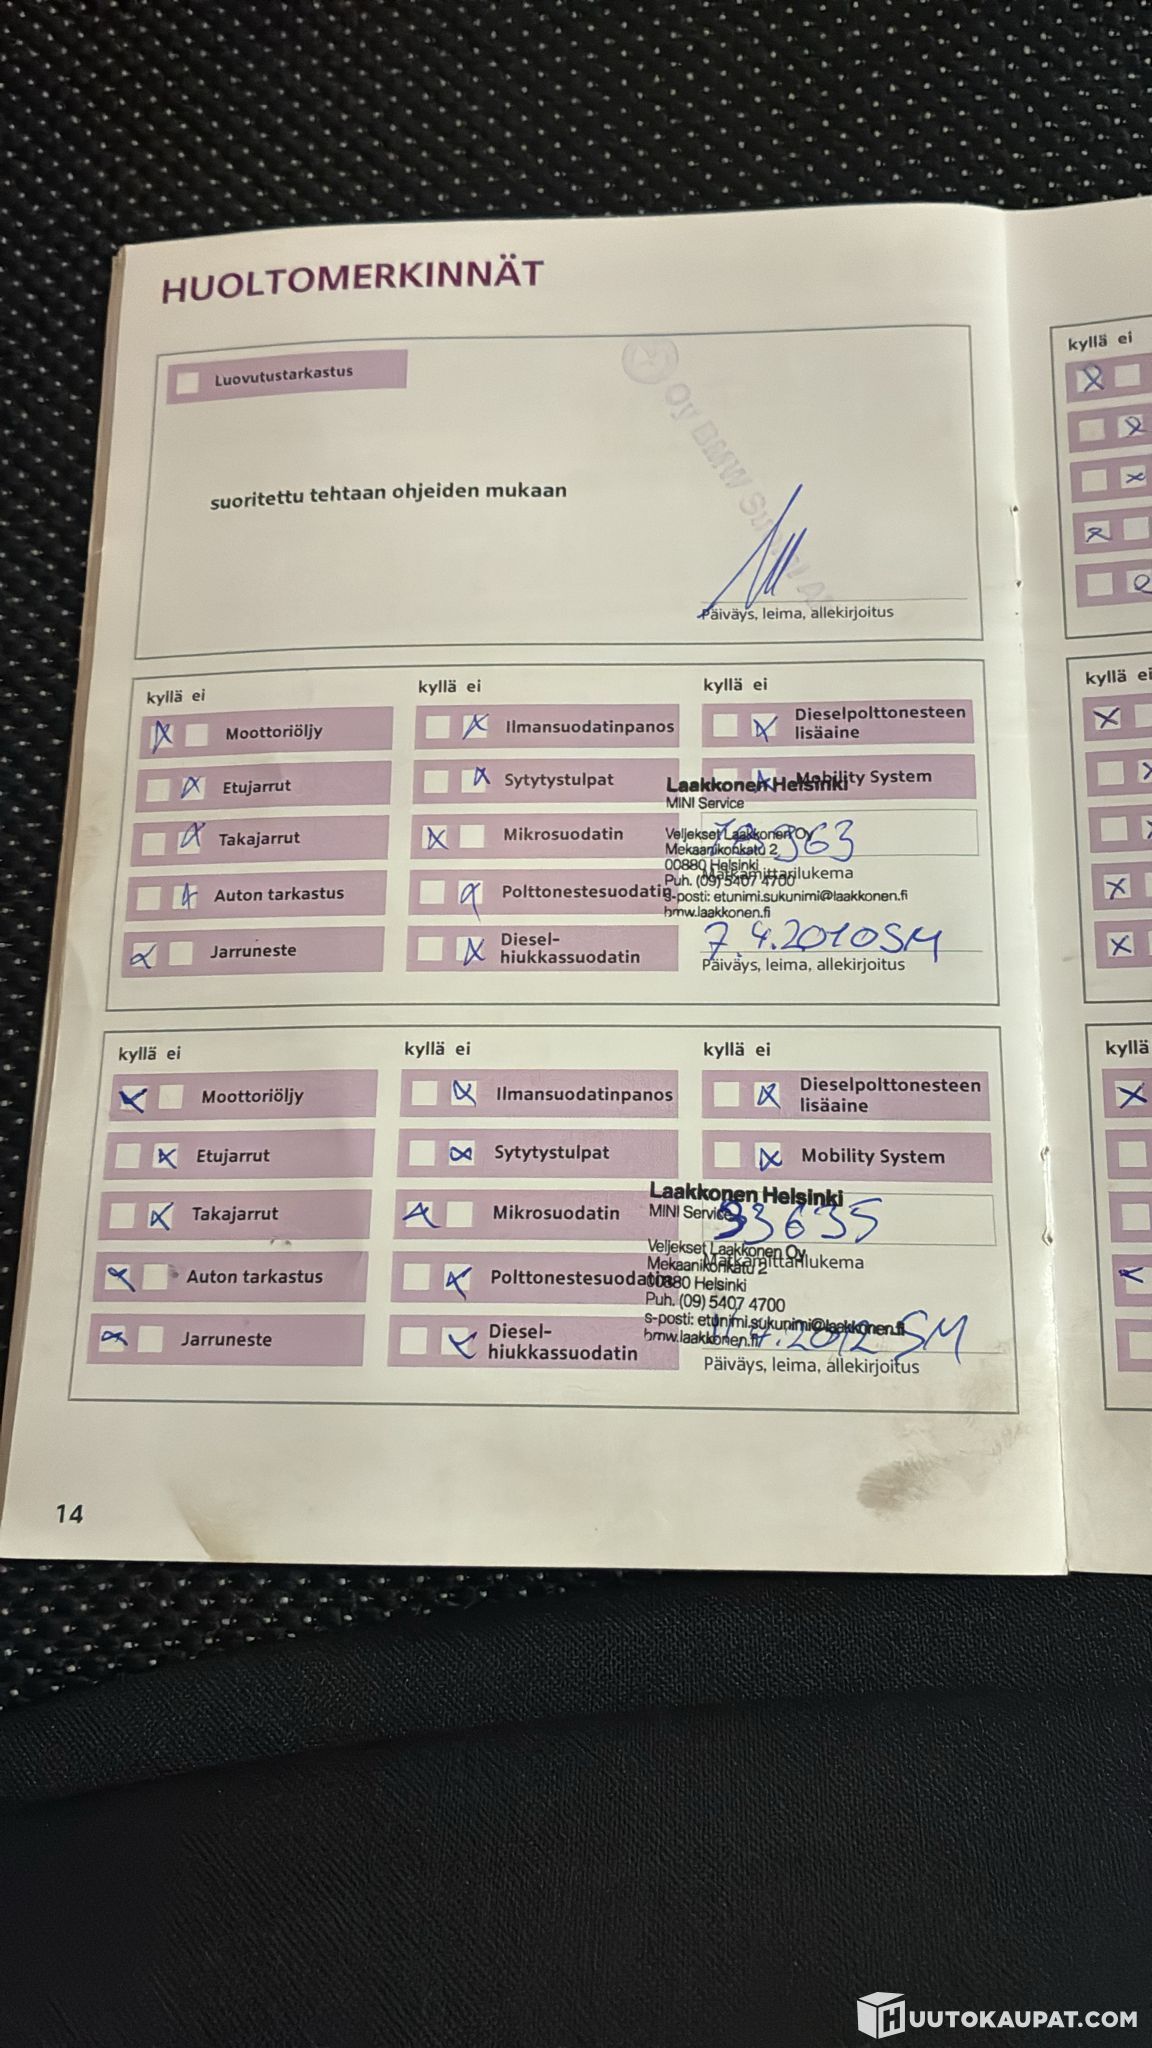 HUOLTOMERKINNÄT
Luovutustarkastus
suoritettu tehtaan ohjeiden mukaan
Oy BMW
Päiväys, leima, allekirjoitus
kyllä ei
Moottoriöljy
Etujarrut
Takajarrut
Auton tarkastus
Jarruneste
kyllä ei
Ilmansuodatinpanos
Sytytystulpat
Mikrosuodatin
Polttonestesuodatin
Diesel-
hiukkassuodatin
kyllä ei
Dieselpolttonesteen
lisäaine
Mobility System
Laakkonen Helsinki
MINI Service
Veljekset Laakkonen Oy
Mekaanikonkatu 2
00880 Helsinki
Matkamittarilukema
Puh. (09) 5407 4700
s-posti: etunimi.sukunimi@laakkonen.fi
bmw.laakkonen.fi
7.4.2010 SM
Päiväys, leima, allekirjoitus
kyllä ei
Moottoriöljy
Etujarrut
Takajarrut
Auton tarkastus
Jarruneste
kyllä ei
Ilmansuodatinpanos
Sytytystulpat
Mikrosuodatin
Polttonestesuodatin
Diesel-
hiukkassuodatin
kyllä ei
Dieselpolttonesteen
lisäaine
Mobility System
Laakkonen Helsinki
MINI Service
33635
Veljekset Laakkonen Oy
Mekaanikonkatu 2
Matkamittarilukema
00880 Helsinki
Puh. (09) 5407 4700
s-posti: etunimi.sukunimi@laakkonen.fi
bmw.laakkonen.fi
2012 SM
Päiväys, leima, allekirjoitus
14
kyllä ei
kyllä ei
kyllä
HUUTOKAUPAT.COM